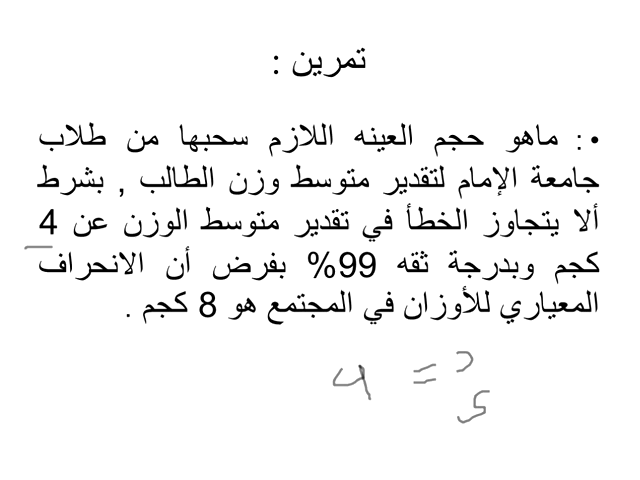 تمرين :
• : ماهو حجم العينه اللازم سحبها من طلاب
جامعة الإمام لتقدير متوسط وزن الطالب , بشرط
ألا يتجاوز الخطأ في تقدير متوسط الوزن عن 4
كجم وبدرجة ثقه 99% بفرض أن الانحراف
المعياري للأوزان في المجتمع هو 8 كجم .
4 =